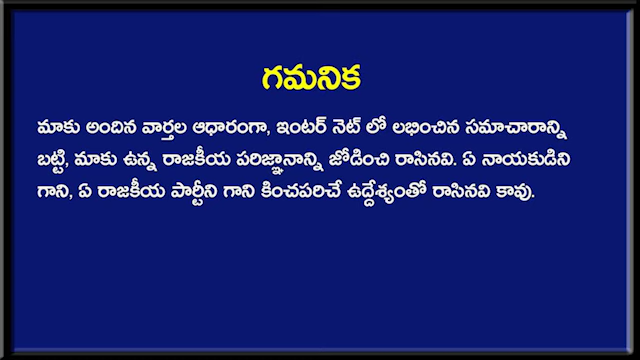 గమనిక
మాకు అందిన వార్తల ఆధారంగా, ఇంటర్ నెట్ లో లభించిన సమాచారాన్ని
బట్టి, మాకు ఉన్న రాజకీయ పరిజ్ఞానాన్ని జోడించి రాసినవి. ఏ నాయకుడిని
గాని, ఏ రాజకీయ పార్టీని గాని కించపరిచే ఉద్దేశ్యంతో రాసినవి కావు.